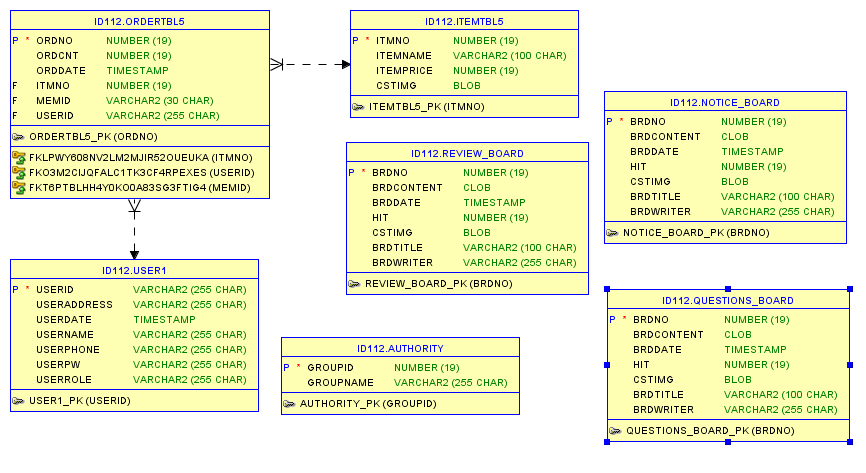 ID112.ORDERTBL5
P * ORDNO NUMBER (19)
ORDCNT NUMBER (19)
ORDDATE TIMESTAMP
F ITMNO NUMBER (19)
F MEMID VARCHAR2 (30 CHAR)
F USERID VARCHAR2 (255 CHAR)
ORDERTBL5_PK (ORDNO)
FKLPWY608NV2LM2MJIR52OUEUKA (ITMNO)
FKO3M2CIJQFALC1TK3CF4RPEXES (USERID)
FKT6PTBLHH4Y0KO0A83SG3FTIG4 (MEMID)
ID112.ITEMTBL5
P * ITMNO NUMBER (19)
ITEMNAME VARCHAR2 (100 CHAR)
ITEMPRICE NUMBER (19)
CSTIMG BLOB
ITEMTBL5_PK (ITMNO)
ID112.NOTICE_BOARD
P * BRDNO NUMBER (19)
BRDCONTENT CLOB
BRDDATE TIMESTAMP
HIT NUMBER (19)
CSTIMG BLOB
BRDTITLE VARCHAR2 (100 CHAR)
BRDWRITER VARCHAR2 (255 CHAR)
NOTICE_BOARD_PK (BRDNO)
ID112.REVIEW_BOARD
P * BRDNO NUMBER (19)
BRDCONTENT CLOB
BRDDATE TIMESTAMP
HIT NUMBER (19)
CSTIMG BLOB
BRDTITLE VARCHAR2 (100 CHAR)
BRDWRITER VARCHAR2 (255 CHAR)
REVIEW_BOARD_PK (BRDNO)
ID112.USER1
P * USERID VARCHAR2 (255 CHAR)
USERADDRESS VARCHAR2 (255 CHAR)
USERDATE TIMESTAMP
USERNAME VARCHAR2 (255 CHAR)
USERPHONE VARCHAR2 (255 CHAR)
USERPW VARCHAR2 (255 CHAR)
USERROLE VARCHAR2 (255 CHAR)
USER1_PK (USERID)
ID112.AUTHORITY
P * GROUPID NUMBER (19)
GROUPNAME VARCHAR2 (255 CHAR)
AUTHORITY_PK (GROUPID)
ID112.QUESTIONS_BOARD
P * BRDNO NUMBER (19)
BRDCONTENT CLOB
BRDDATE TIMESTAMP
HIT NUMBER (19)
CSTIMG BLOB
BRDTITLE VARCHAR2 (100 CHAR)
BRDWRITER VARCHAR2 (255 CHAR)
QUESTIONS_BOARD_PK (BRDNO)